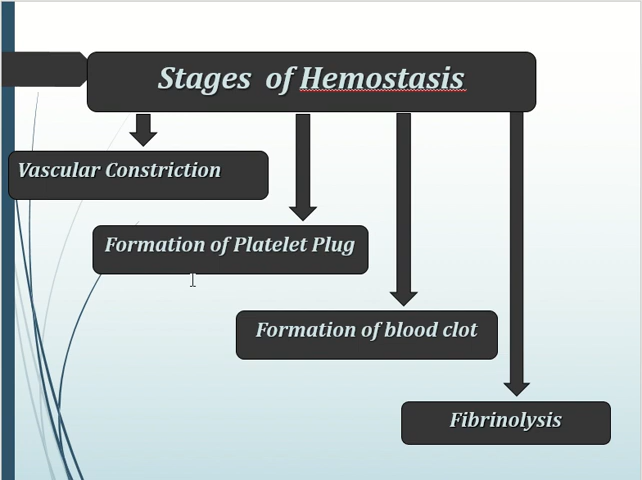 Stages of Hemostasis
Vascular Constriction
Formation of Platelet Plug
Formation of blood clot
Fibrinolysis